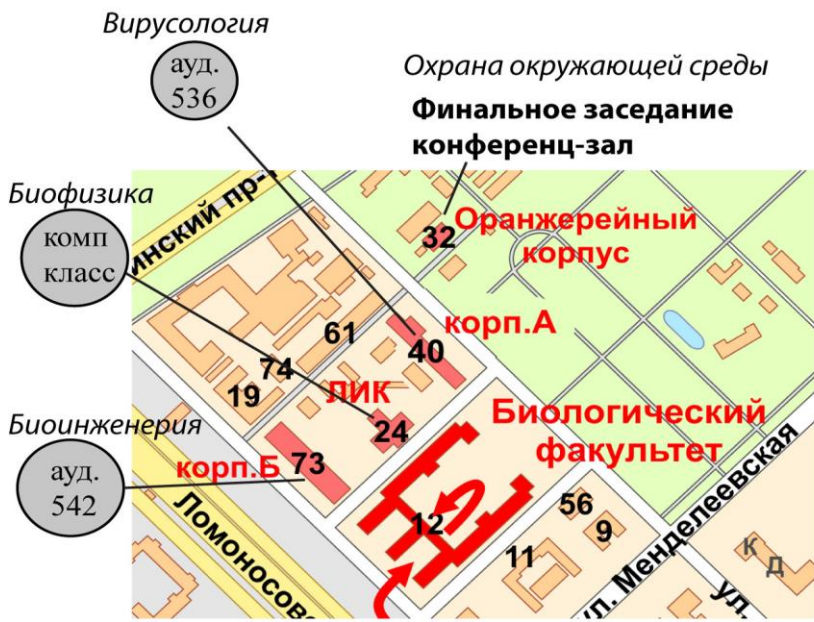 Вирусология
ауд.
536
Охрана окружающей среды
Финальное заседание
конференц-зал
Биофизика
комп
класс
инский пр-
32
Оранжерейный
корпус
61
корп.А
40
74
19
ЛИК
24
Биологический
факультет
Биоинженерия
ауд.
542
корп.Б
73
12
56
9
11
Ломоносовс
ул. Менделеевская
ул.
К
Д